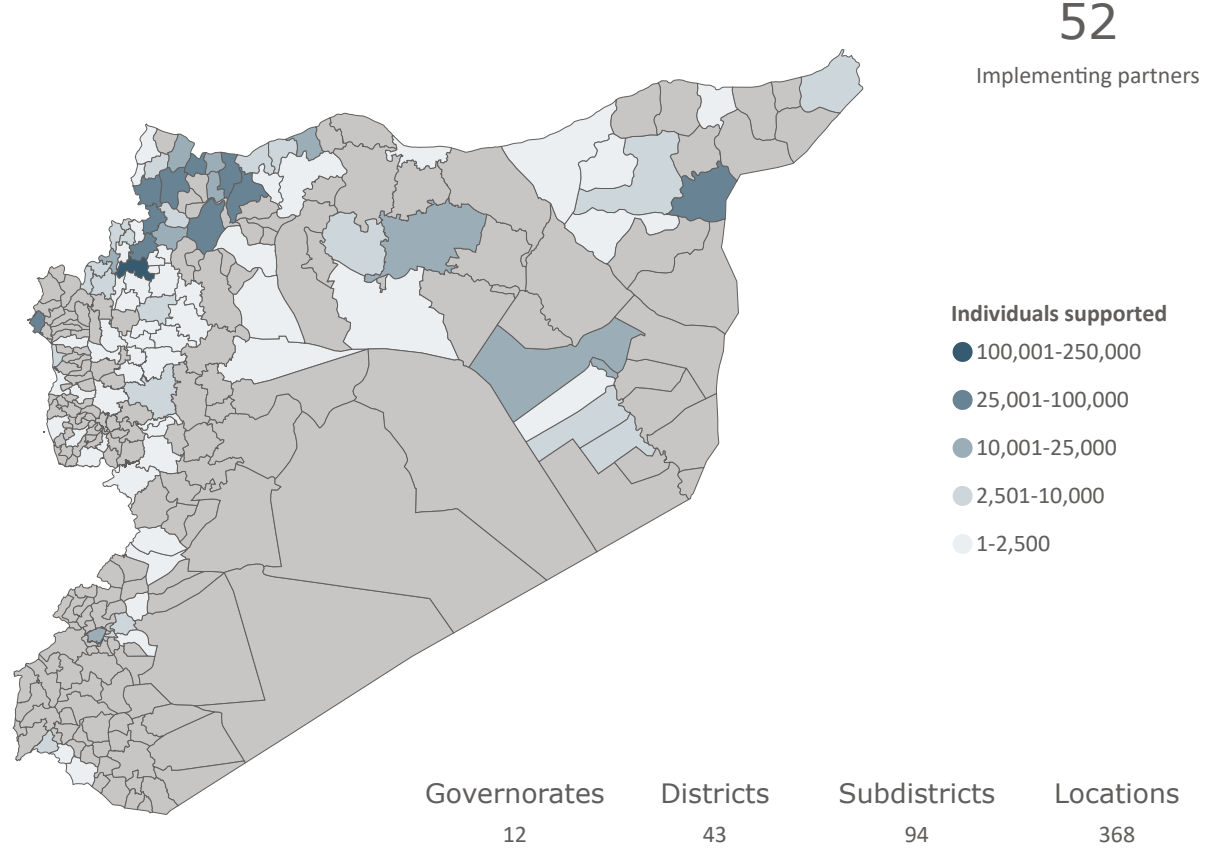 52
Implementing partners
Individuals supported
100,001-250,000
25,001-100,000
10,001-25,000
2,501-10,000
1-2,500
Governorates Districts Subdistricts Locations
12 43 94 368